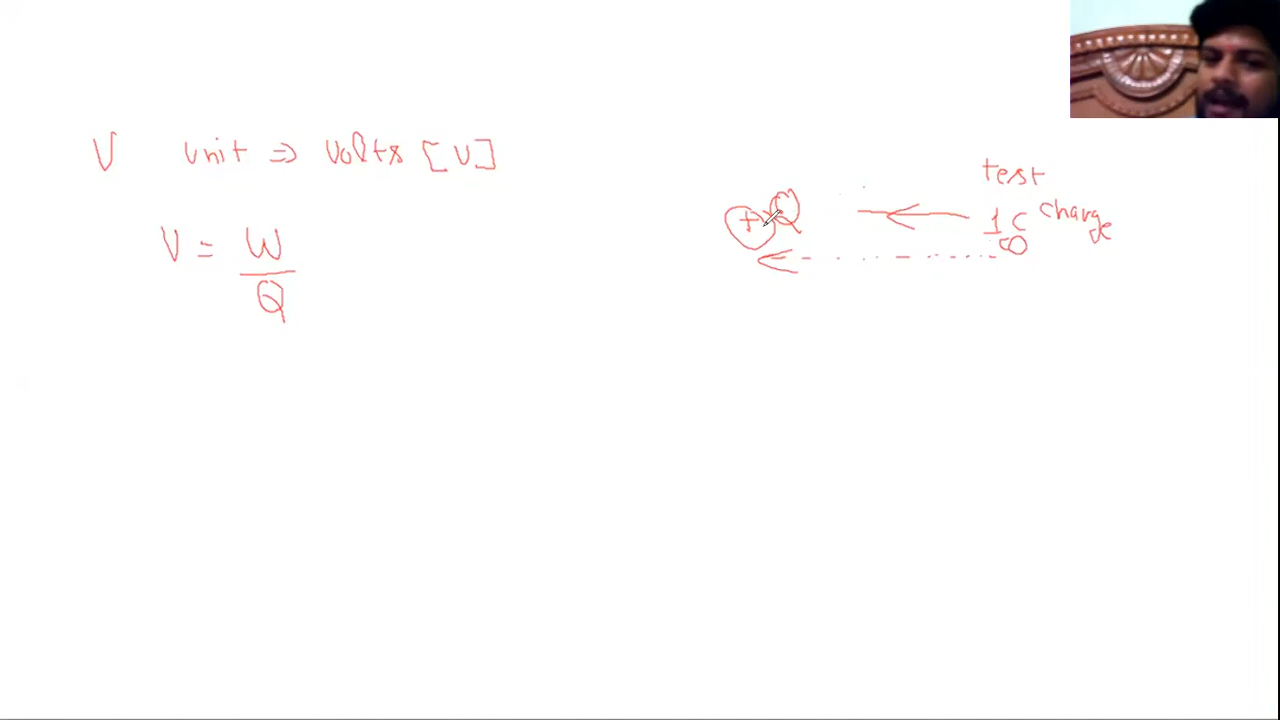 V unit ⇒ volts [v]
V = W
Q
test
+ Q 1 C charge
∞